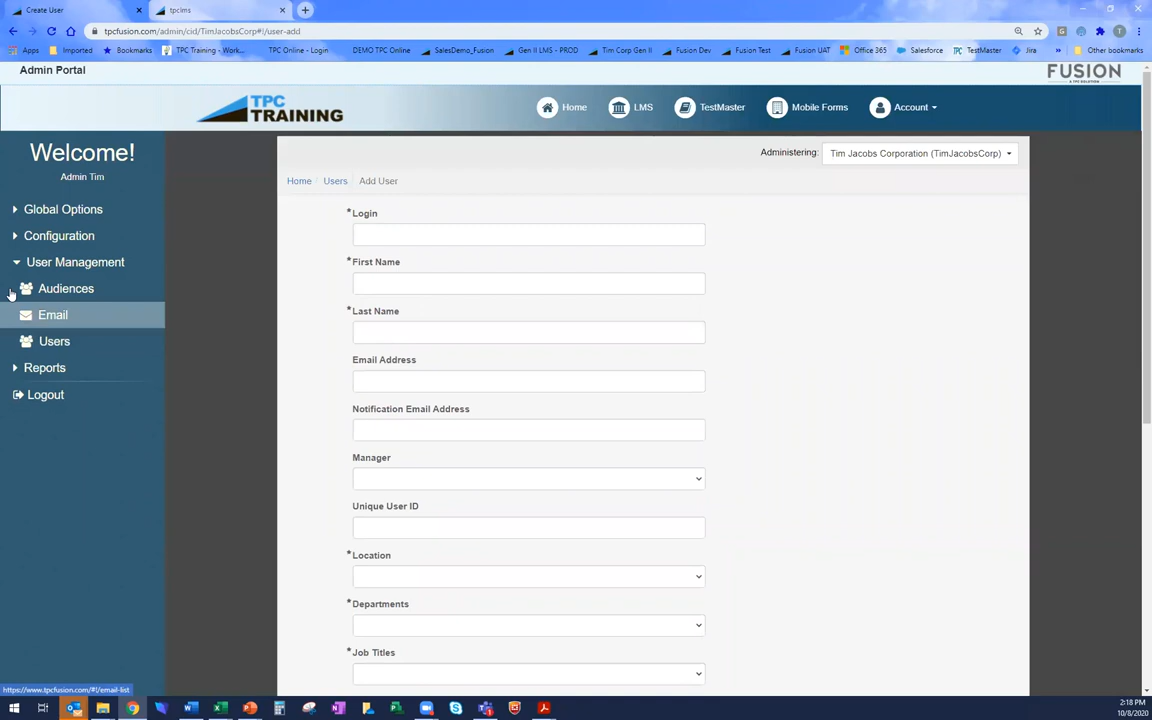 Create User
tpclms
tpcfusion.com/admin/cid/TimJacobsCorp#!/user-add
Apps
Imported
Bookmarks
TPC Training - Work...
TPC Online - Login
DEMO TPC Online
SalesDemo_Fusion
Gen II LMS - PROD
Tim Corp Gen II
Fusion Dev
Fusion Test
Fusion UAT
Office 365
Salesforce
TestMaster
Jira
Other bookmarks
Admin Portal
FUSION
A TPC SOLUTION
TPC
TRAINING
Home
LMS
TestMaster
Mobile Forms
Account
Welcome!
Admin Tim
Global Options
Configuration
User Management
Audiences
Email
Users
Reports
Logout
Administering:
Tim Jacobs Corporation (TimJacobsCorp)
Home / Users / Add User
* Login
* First Name
* Last Name
Email Address
Notification Email Address
Manager
Unique User ID
* Location
* Departments
* Job Titles
https://www.tpcfusion.com/#!/email-list
2:18 PM
10/8/2020